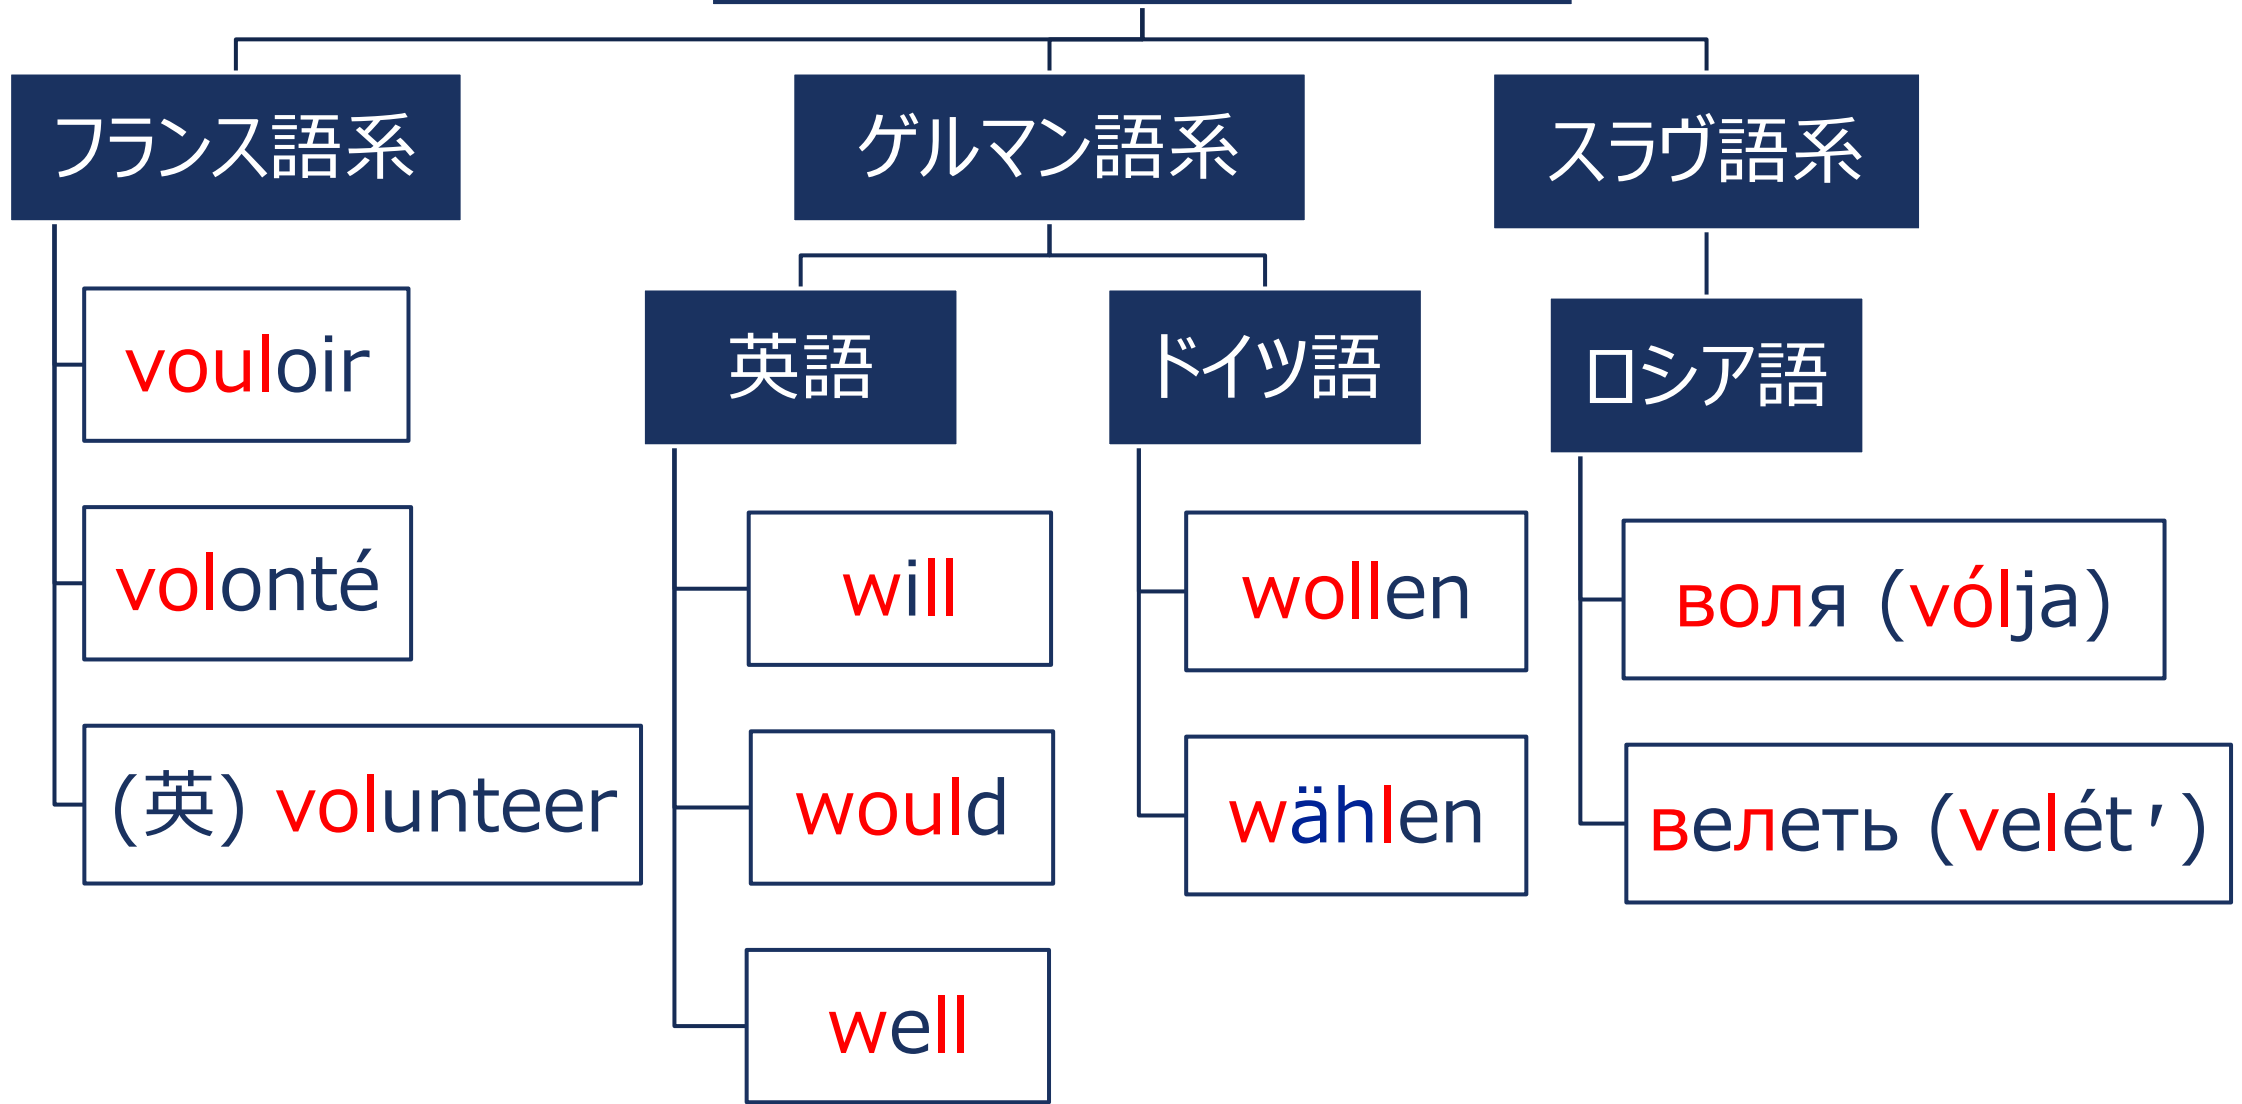 フランス語系
vouloir
volonté
(英) volunteer
ゲルマン語系
英語
will
would
well
ドイツ語
wollen
wählen
スラヴ語系
ロシア語
воля (vólja)
велеть (velét′)